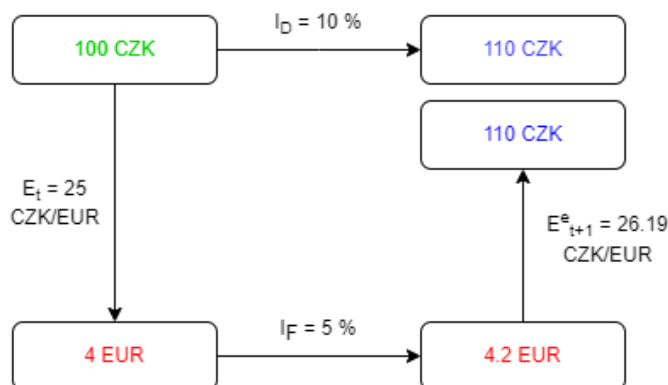 I_D = 10 %
100 CZK
110 CZK
110 CZK
E_t = 25
CZK/EUR
E^e_{t+1} = 26.19
CZK/EUR
I_F = 5 %
4 EUR
4.2 EUR